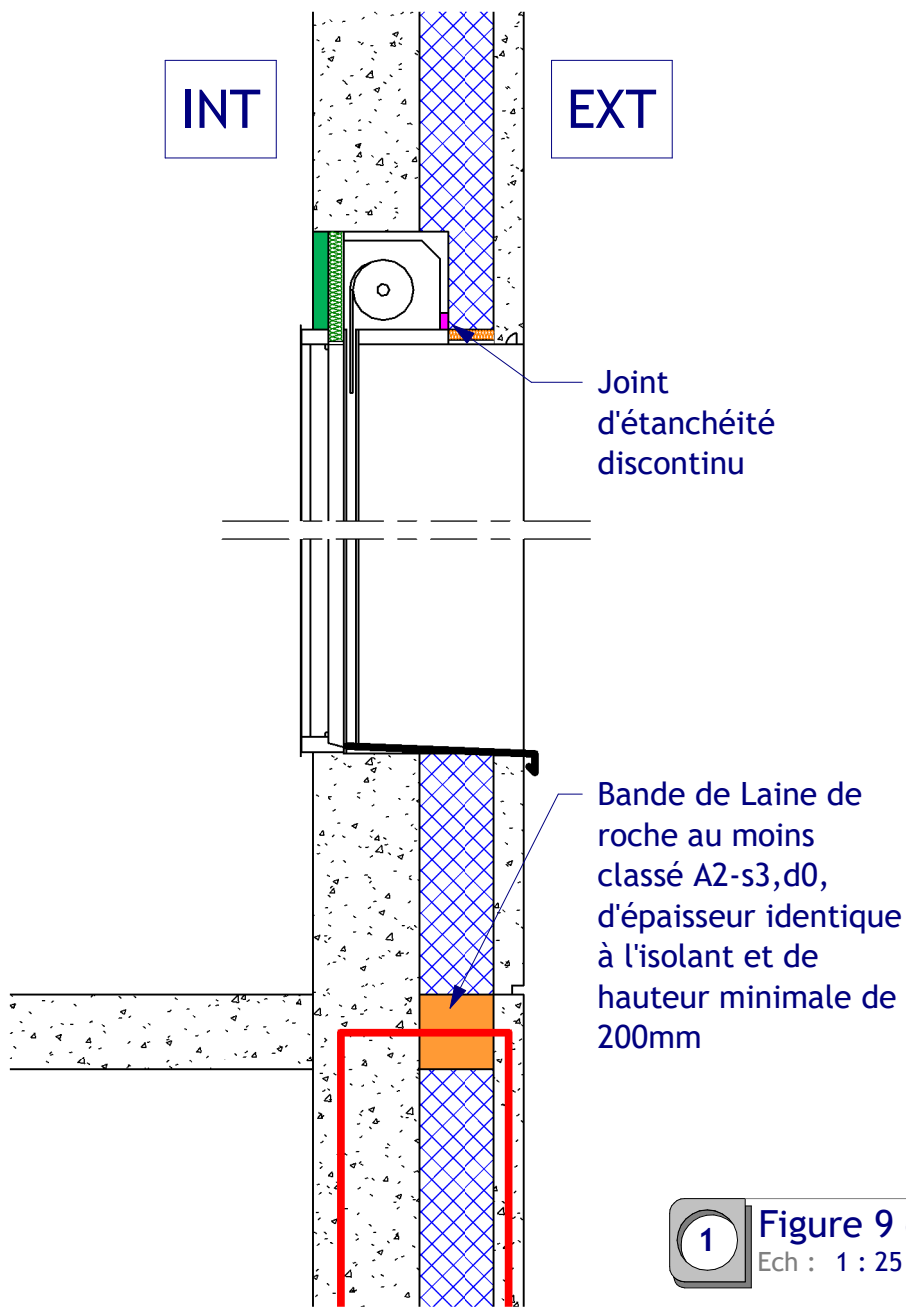 INT
EXT
Joint
d'étanchéité
discontinu
Bande de Laine de
roche au moins
classé A2-s3,d0,
d'épaisseur identique
à l'isolant et de
hauteur minimale de
200mm
1
Figure 9
Ech : 1 : 25